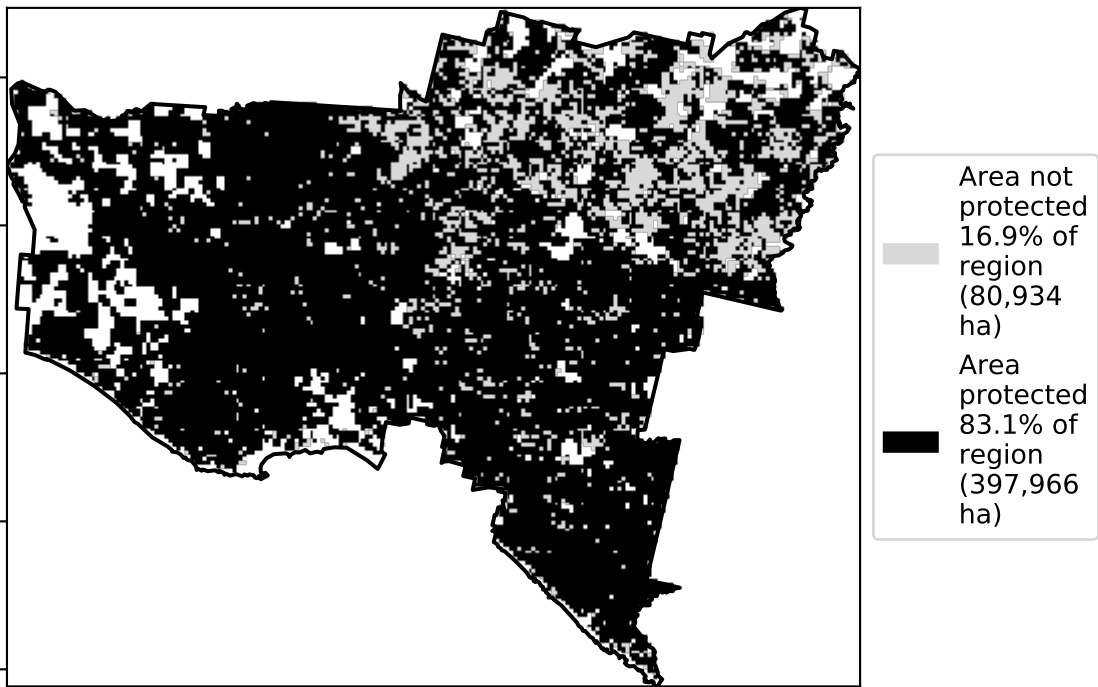 Area not
protected
16.9% of
region
(80,934
ha)
Area
protected
83.1% of
region
(397,966
ha)